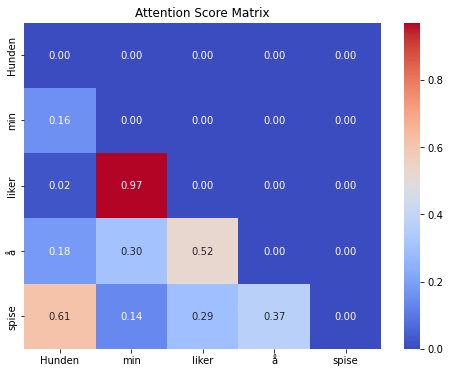 Attention Score Matrix
Hunden 0.00 0.00 0.00 0.00 0.00
min 0.16 0.00 0.00 0.00 0.00
liker 0.02 0.97 0.00 0.00 0.00
å 0.18 0.30 0.52 0.00 0.00
spise 0.61 0.14 0.29 0.37 0.00
Hunden min liker å spise
0.8
0.6
0.4
0.2
0.0